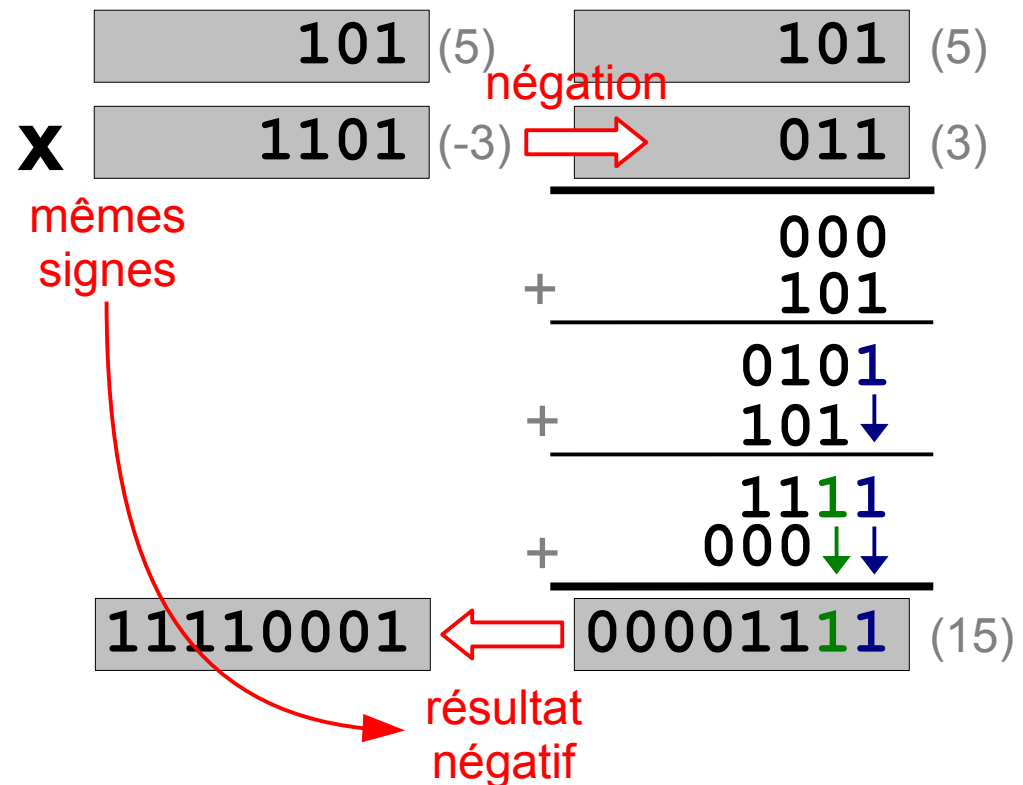 101 (5) 101 (5)
négation
x 1101 (-3) 011 (3)
mêmes
signes
000
+ 101
0101
+ 101
1111
+ 000
11110001 00001111 (15)
résultat
négatif